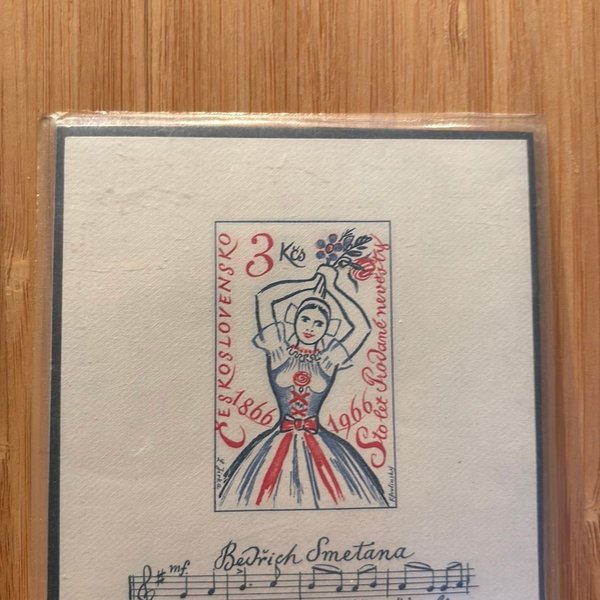 3 Kčs
ČESKOSLOVENSKO
1866
1966
Sto let Prodané nevěsty
Bedřich Smetana
mf